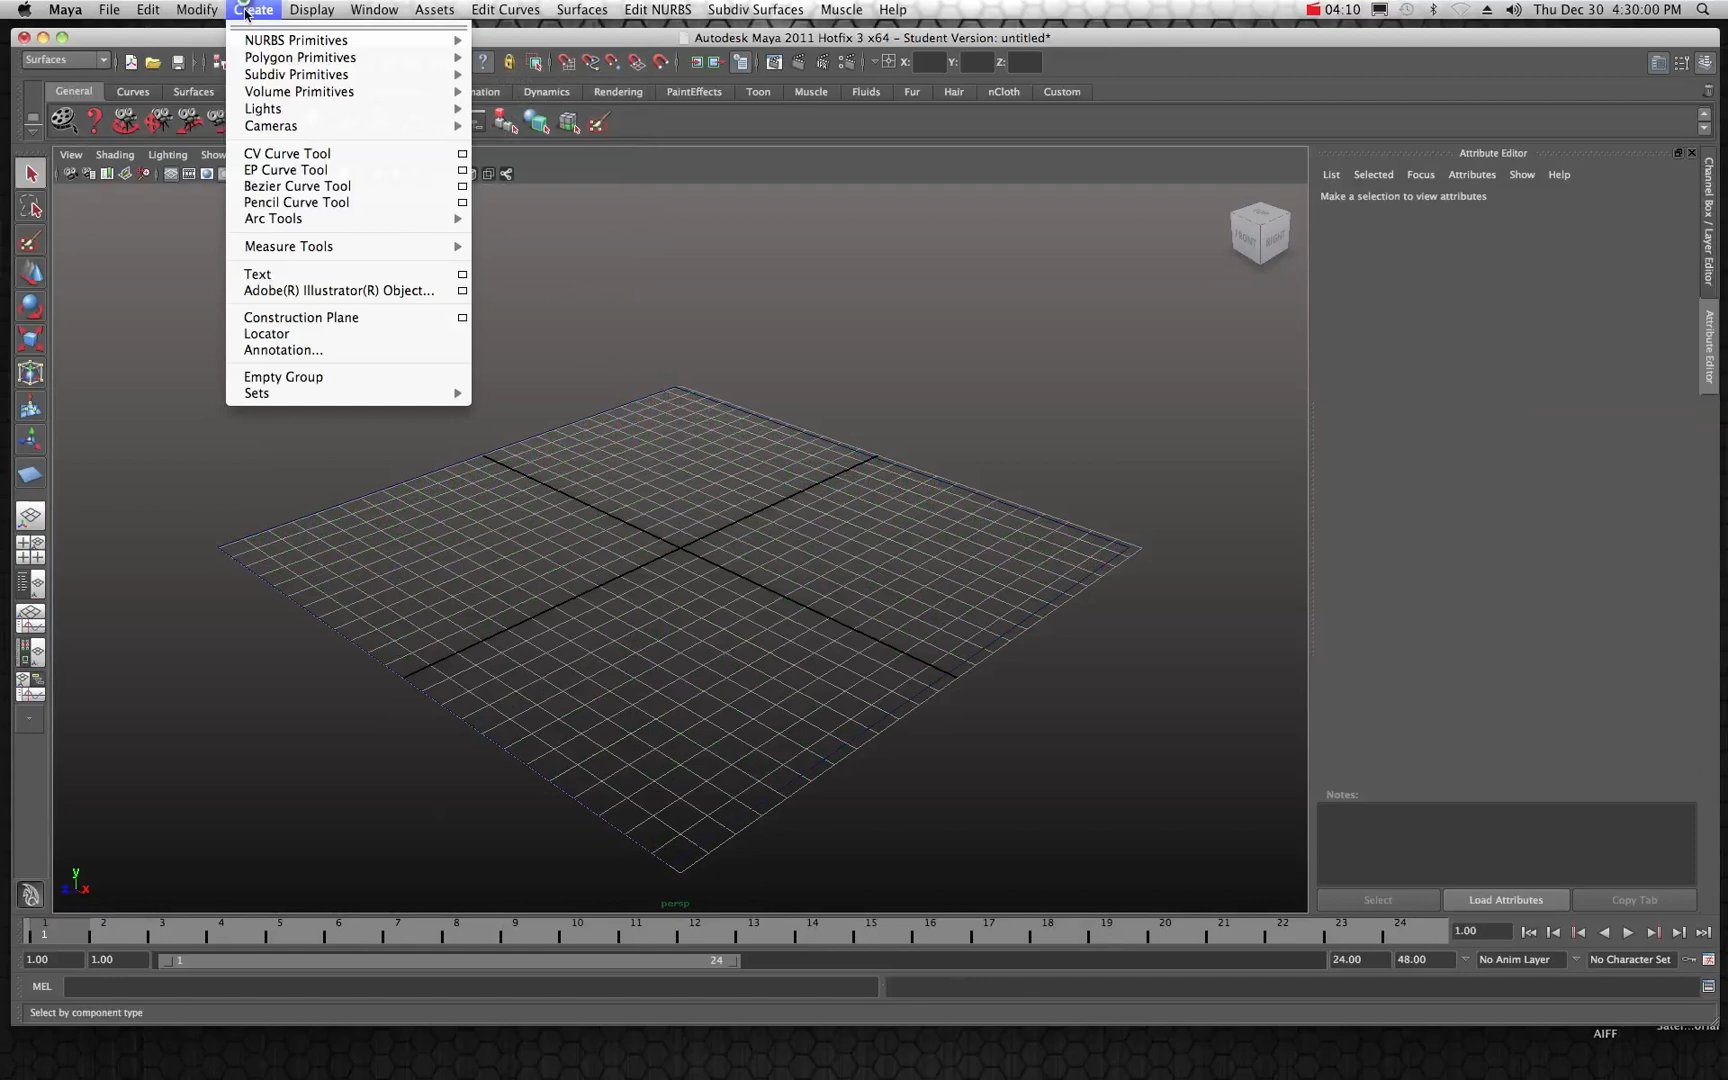 Maya File Edit Modify Create Display Window Assets Edit Curves Surfaces Edit NURBS Subdiv Surfaces Muscle Help 04:10 Thu Dec 30 4:30:00 PM
Autodesk Maya 2011 Hotfix 3 x64 - Student Version: untitled*
Surfaces
X: Y: Z:
General Curves Surfaces
Dynamics Rendering PaintEffects Toon Muscle Fluids Fur Hair nCloth Custom
NURBS Primitives
Polygon Primitives
Subdiv Primitives
Volume Primitives
Lights
Cameras
CV Curve Tool
EP Curve Tool
Bezier Curve Tool
Pencil Curve Tool
Arc Tools
Measure Tools
Text
Adobe(R) Illustrator(R) Object...
Construction Plane
Locator
Annotation...
Empty Group
Sets
View Shading Lighting
FRONT RIGHT
Attribute Editor
List Selected Focus Attributes Show Help
Make a selection to view attributes
Channel Box / Layer Editor
Attribute Editor
Notes:
Select Load Attributes Copy Tab
y
z x
persp
1 2 3 4 5 6 7 8 9 10 11 12 13 14 15 16 17 18 19 20 21 22 23 24
1
1.00
1.00 1.00 1 24 24.00 48.00 No Anim Layer No Character Set
MEL
Select by component type
AIFF